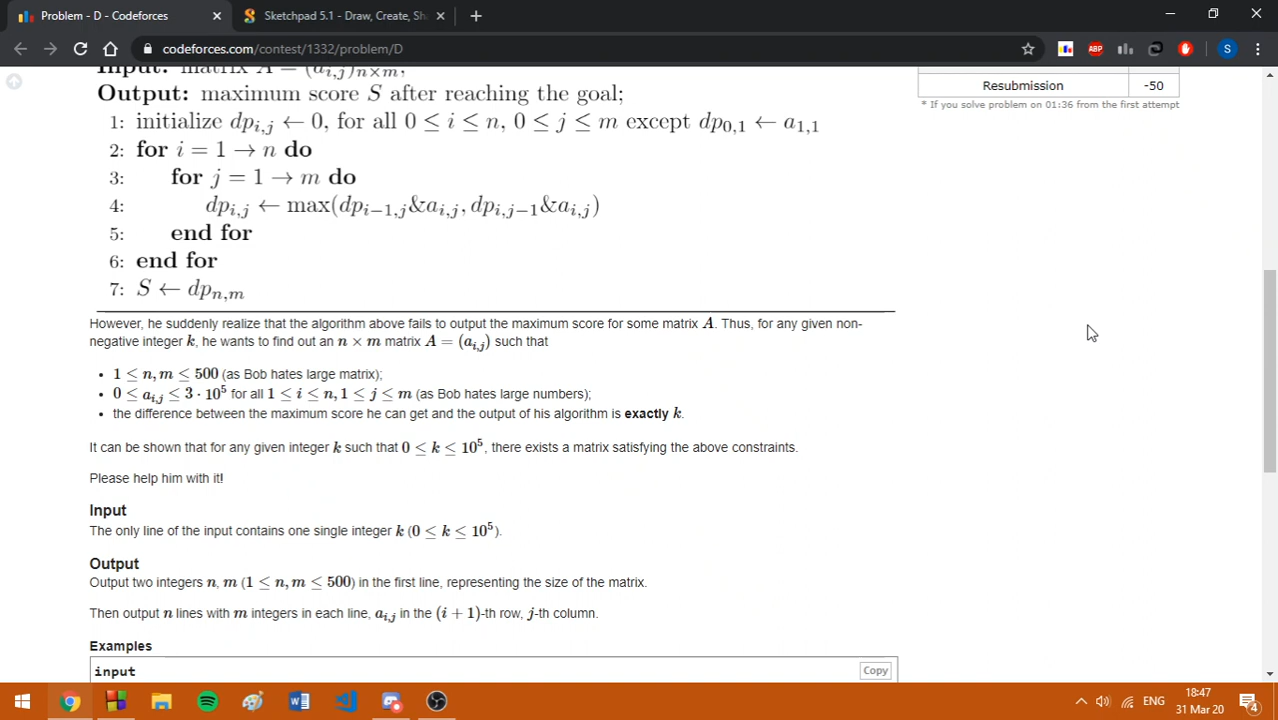 Problem - D - Codeforces
Sketchpad 5.1 - Draw, Create, Sh
codeforces.com/contest/1332/problem/D
ABP
S
Input: matrix A = (a_{i,j})_{n×m};
Output: maximum score S after reaching the goal;
1: initialize dp_{i,j} ← 0, for all 0 ≤ i ≤ n, 0 ≤ j ≤ m except dp_{0,1} ← a_{1,1}
2: for i = 1 → n do
3: for j = 1 → m do
4: dp_{i,j} ← max(dp_{i−1,j}&a_{i,j}, dp_{i,j−1}&a_{i,j})
5: end for
6: end for
7: S ← dp_{n,m}
However, he suddenly realize that the algorithm above fails to output the maximum score for some matrix A. Thus, for any given non-
negative integer k, he wants to find out an n × m matrix A = (a_{i,j}) such that
• 1 ≤ n, m ≤ 500 (as Bob hates large matrix);
• 0 ≤ a_{i,j} ≤ 3 · 10^5 for all 1 ≤ i ≤ n, 1 ≤ j ≤ m (as Bob hates large numbers);
• the difference between the maximum score he can get and the output of his algorithm is exactly k.
It can be shown that for any given integer k such that 0 ≤ k ≤ 10^5, there exists a matrix satisfying the above constraints.
Please help him with it!
Input
The only line of the input contains one single integer k (0 ≤ k ≤ 10^5).
Output
Output two integers n, m (1 ≤ n, m ≤ 500) in the first line, representing the size of the matrix.
Then output n lines with m integers in each line, a_{i,j} in the (i + 1)-th row, j-th column.
Examples
input
Copy
Resubmission -50
* If you solve problem on 01:36 from the first attempt
ENG
18:47
31 Mar 20
4